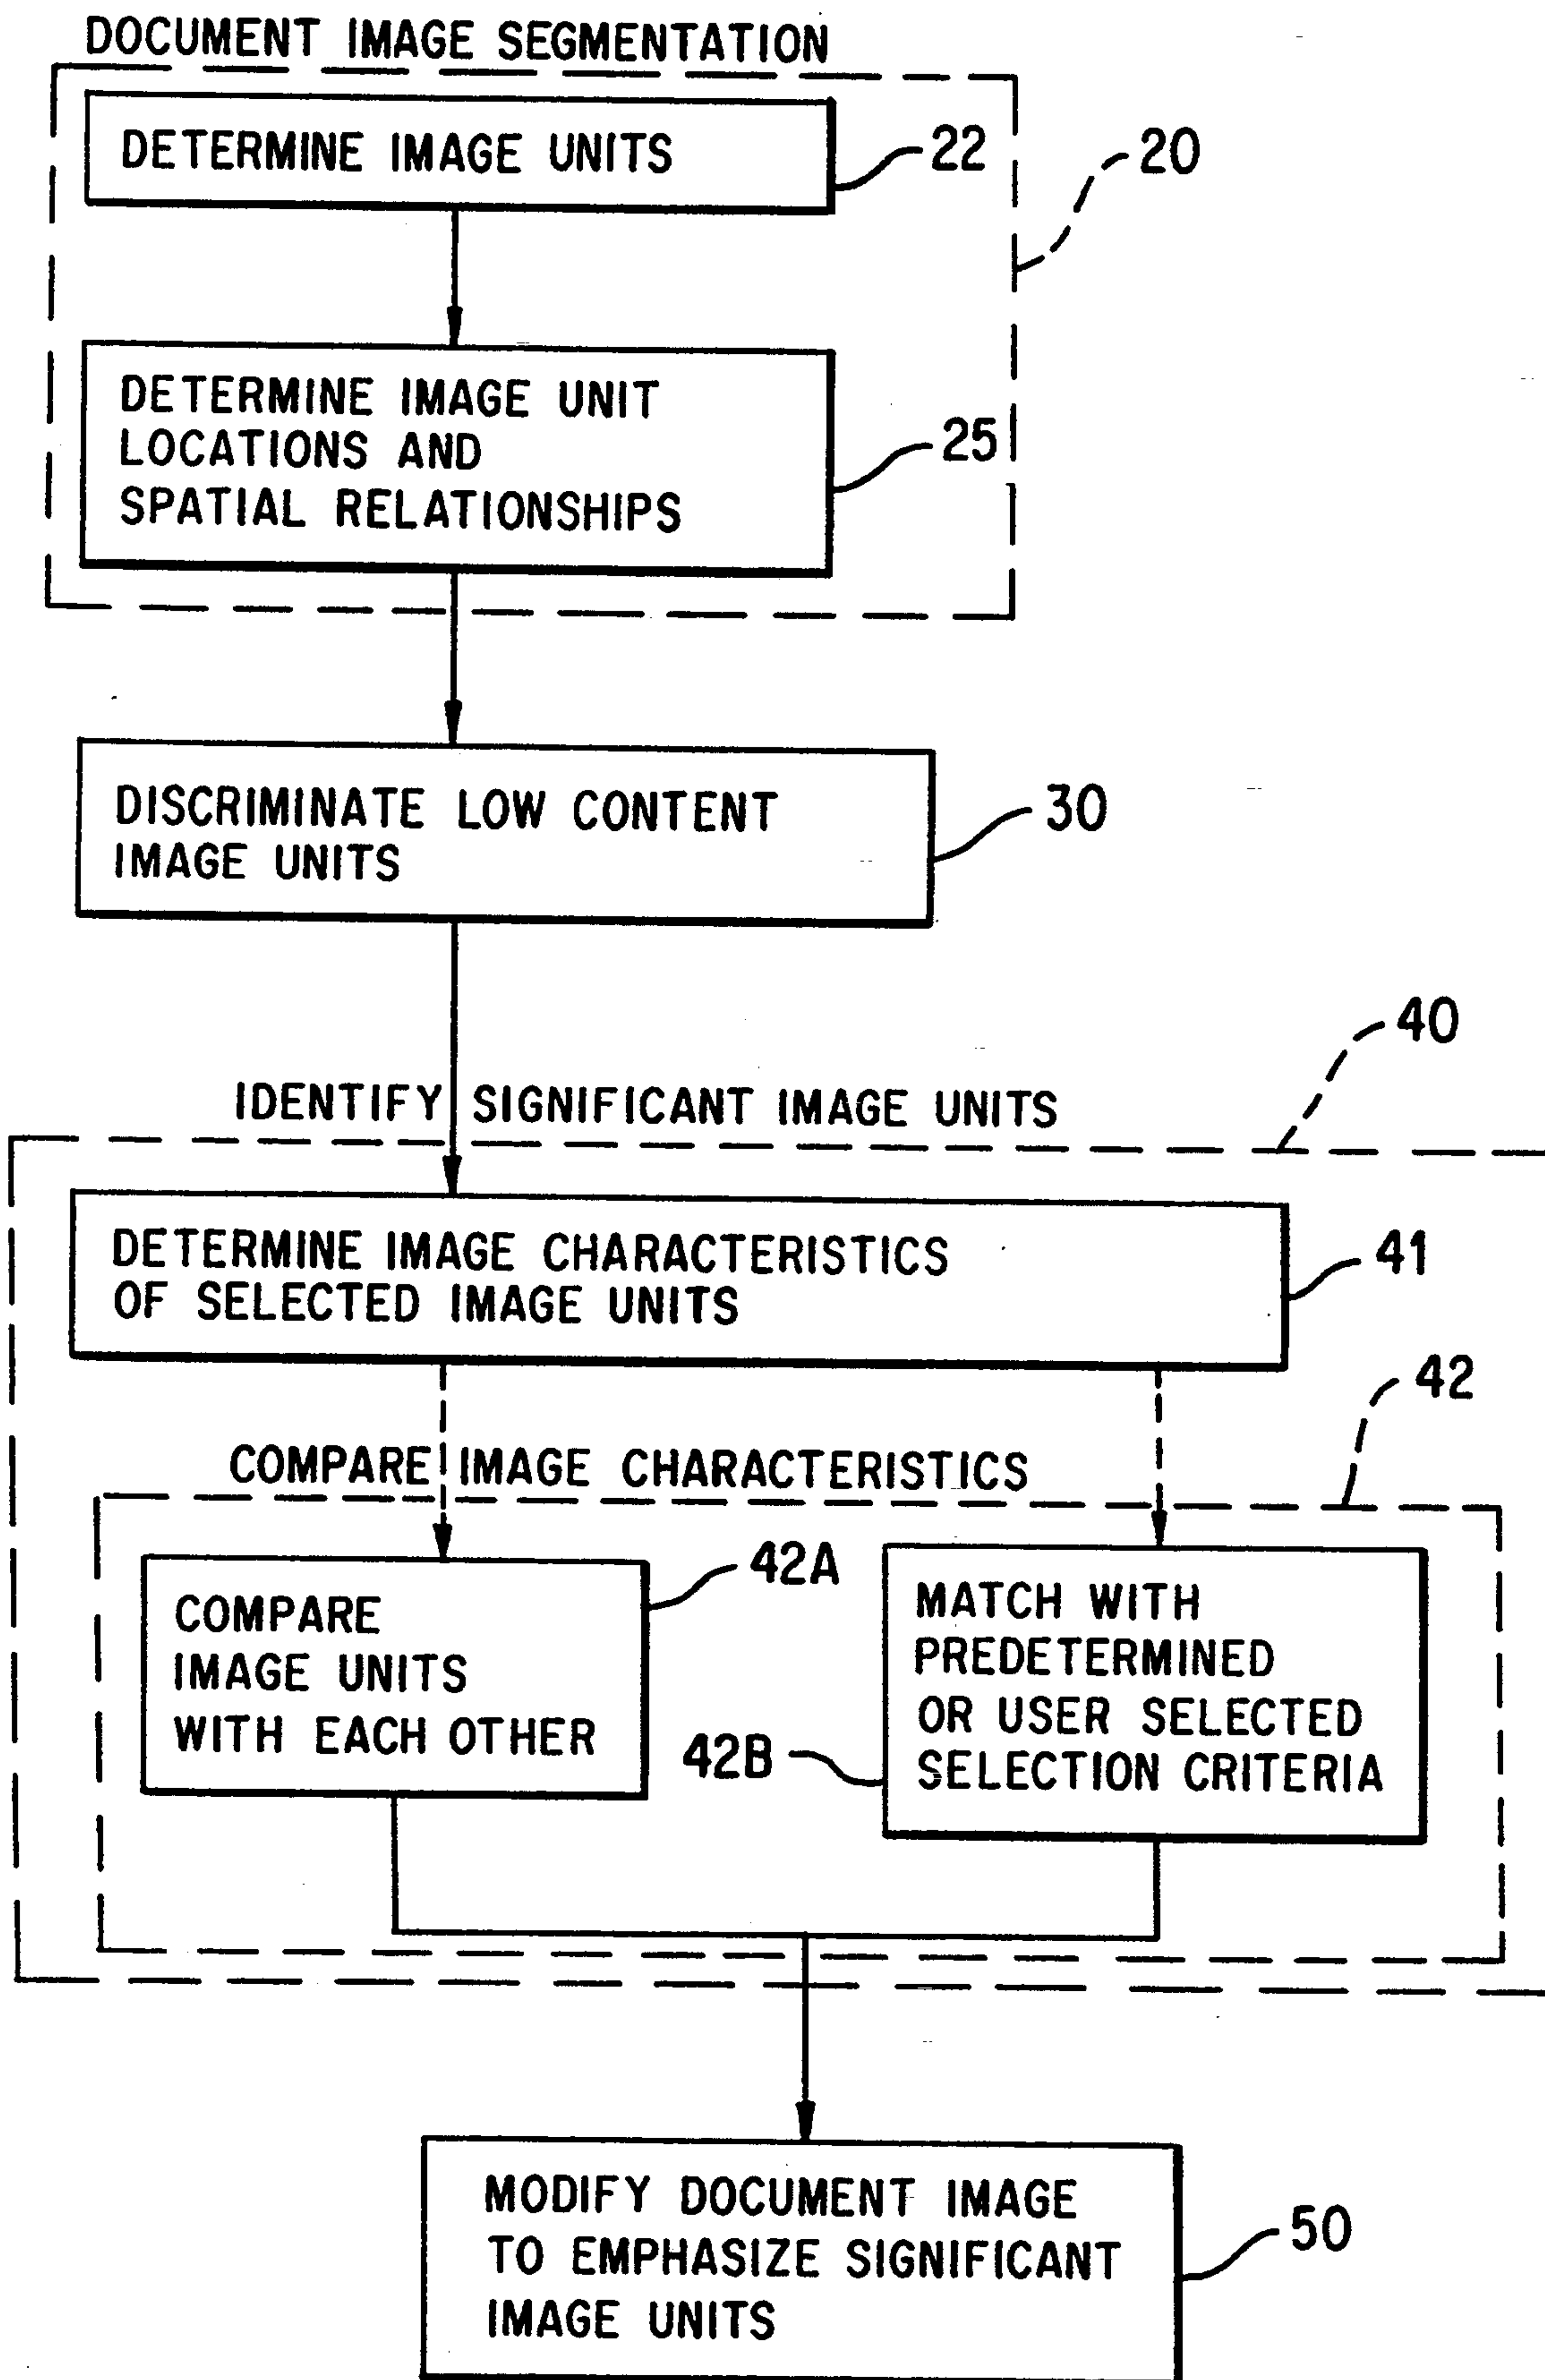 DOCUMENT IMAGE SEGMENTATION
DETERMINE IMAGE UNITS
22
20
DETERMINE IMAGE UNIT
LOCATIONS AND
SPATIAL RELATIONSHIPS
25
DISCRIMINATE LOW CONTENT
IMAGE UNITS
30
40
IDENTIFY SIGNIFICANT IMAGE UNITS
DETERMINE IMAGE CHARACTERISTICS
OF SELECTED IMAGE UNITS
41
42
COMPARE IMAGE CHARACTERISTICS
42A
COMPARE
IMAGE UNITS
WITH EACH OTHER
42B
MATCH WITH
PREDETERMINED
OR USER SELECTED
SELECTION CRITERIA
MODIFY DOCUMENT IMAGE
TO EMPHASIZE SIGNIFICANT
IMAGE UNITS
50